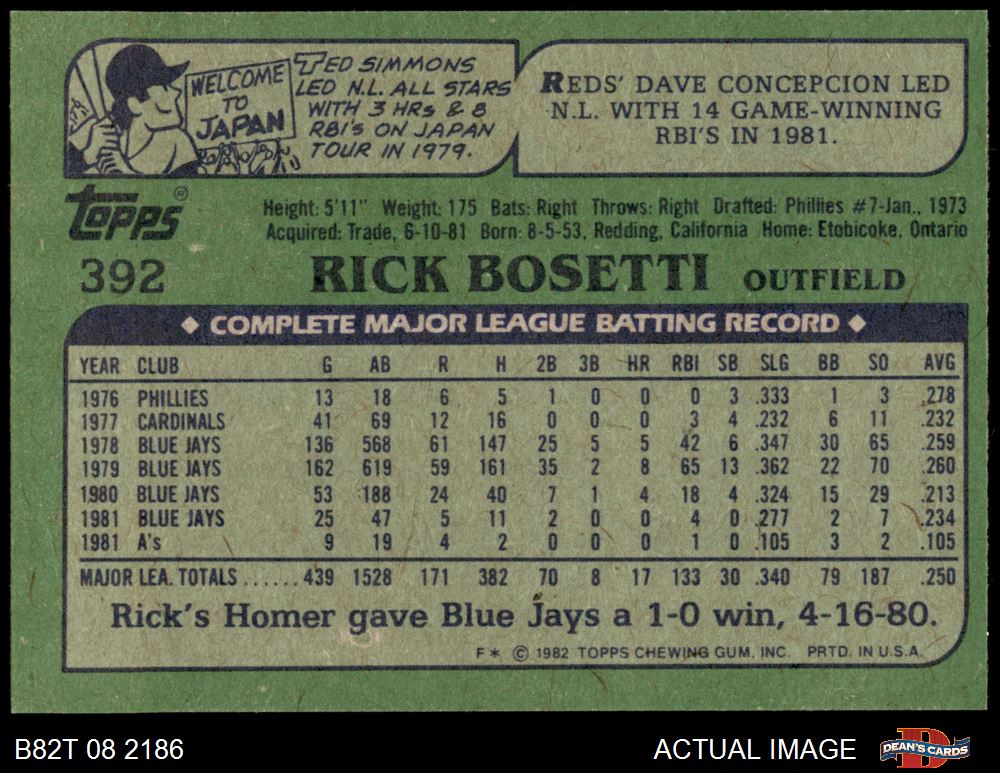 WELCOME
TO
JAPAN
TED SIMMONS
LED N.L. ALL STARS
WITH 3 HRs & 8
RBI'S ON JAPAN
TOUR IN 1979.
REDS' DAVE CONCEPCION LED
N.L. WITH 14 GAME-WINNING
RBI'S IN 1981.
TOPPS ®
Height: 5'11" Weight: 175 Bats: Right Throws: Right Drafted: Phillies #7-Jan., 1973
Acquired: Trade, 6-10-81 Born: 8-5-53, Redding, California Home: Etobicoke, Ontario
392 RICK BOSETTI OUTFIELD
◆ COMPLETE MAJOR LEAGUE BATTING RECORD ◆
YEAR CLUB G AB R H 2B 3B HR RBI SB SLG BB SO AVG
1976 PHILLIES 13 18 6 5 1 0 0 0 3 .333 1 3 .278
1977 CARDINALS 41 69 12 16 0 0 0 3 4 .232 6 11 .232
1978 BLUE JAYS 136 568 61 147 25 5 5 42 6 .347 30 65 .259
1979 BLUE JAYS 162 619 59 161 35 2 8 65 13 .362 22 70 .260
1980 BLUE JAYS 53 188 24 40 7 1 4 18 4 .324 15 29 .213
1981 BLUE JAYS 25 47 5 11 2 0 0 4 0 .277 2 7 .234
1981 A's 9 19 4 2 0 0 0 1 0 .105 3 2 .105
MAJOR LEA. TOTALS ...... 439 1528 171 382 70 8 17 133 30 .340 79 187 .250
Rick's Homer gave Blue Jays a 1-0 win, 4-16-80.
F* © 1982 TOPPS CHEWING GUM, INC. PRTD. IN U.S.A.
B82T 08 2186 ACTUAL IMAGE DEAN'S CARDS